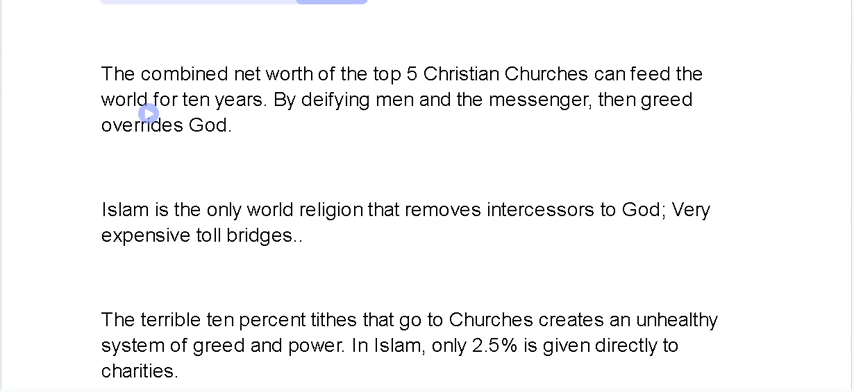 The combined net worth of the top 5 Christian Churches can feed the
world for ten years. By deifying men and the messenger, then greed
overrides God.
Islam is the only world religion that removes intercessors to God; Very
expensive toll bridges..
The terrible ten percent tithes that go to Churches creates an unhealthy
system of greed and power. In Islam, only 2.5% is given directly to
charities.